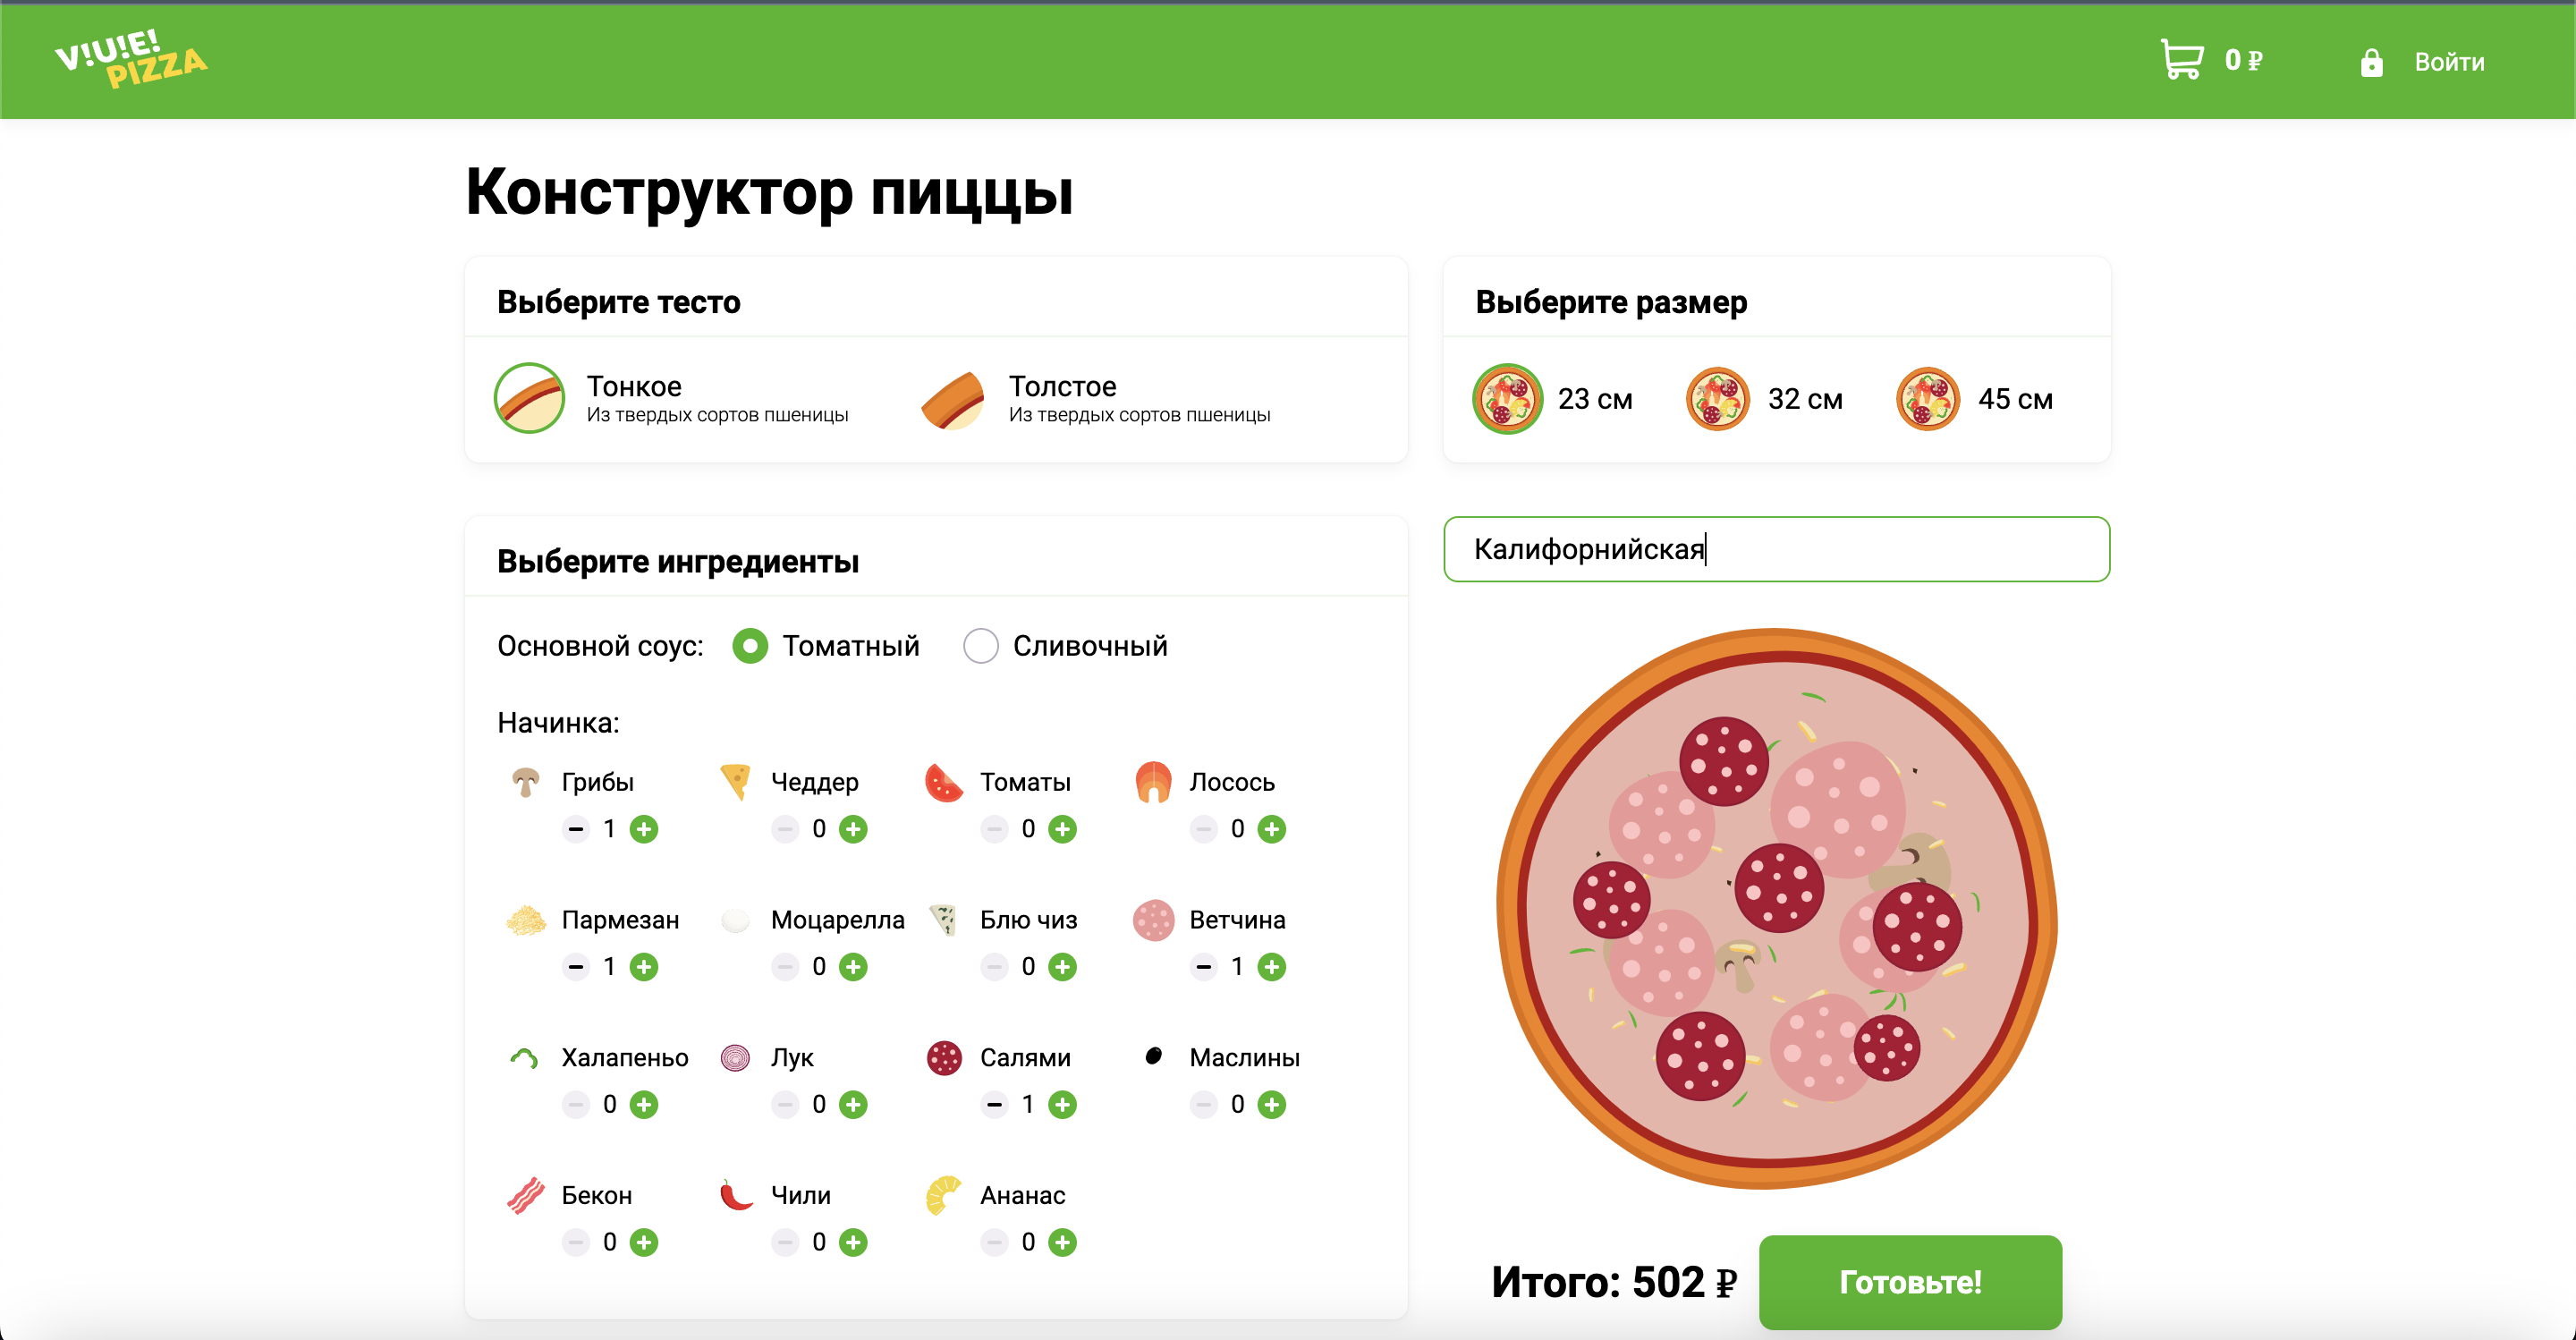 V!U!E!
PIZZA
0 ₽
Войти
Конструктор пиццы
Выберите тесто
Тонкое
Из твердых сортов пшеницы
Толстое
Из твердых сортов пшеницы
Выберите размер
23 см
32 см
45 см
Выберите ингредиенты
Основной соус: Томатный Сливочный
Начинка:
Грибы Чеддер Томаты Лосось
1 0 0 0
Пармезан Моцарелла Блю чиз Ветчина
1 0 0 1
Халапеньо Лук Салями Маслины
0 0 1 0
Бекон Чили Ананас
0 0 0
Калифорнийская
Итого: 502 ₽
Готовьте!